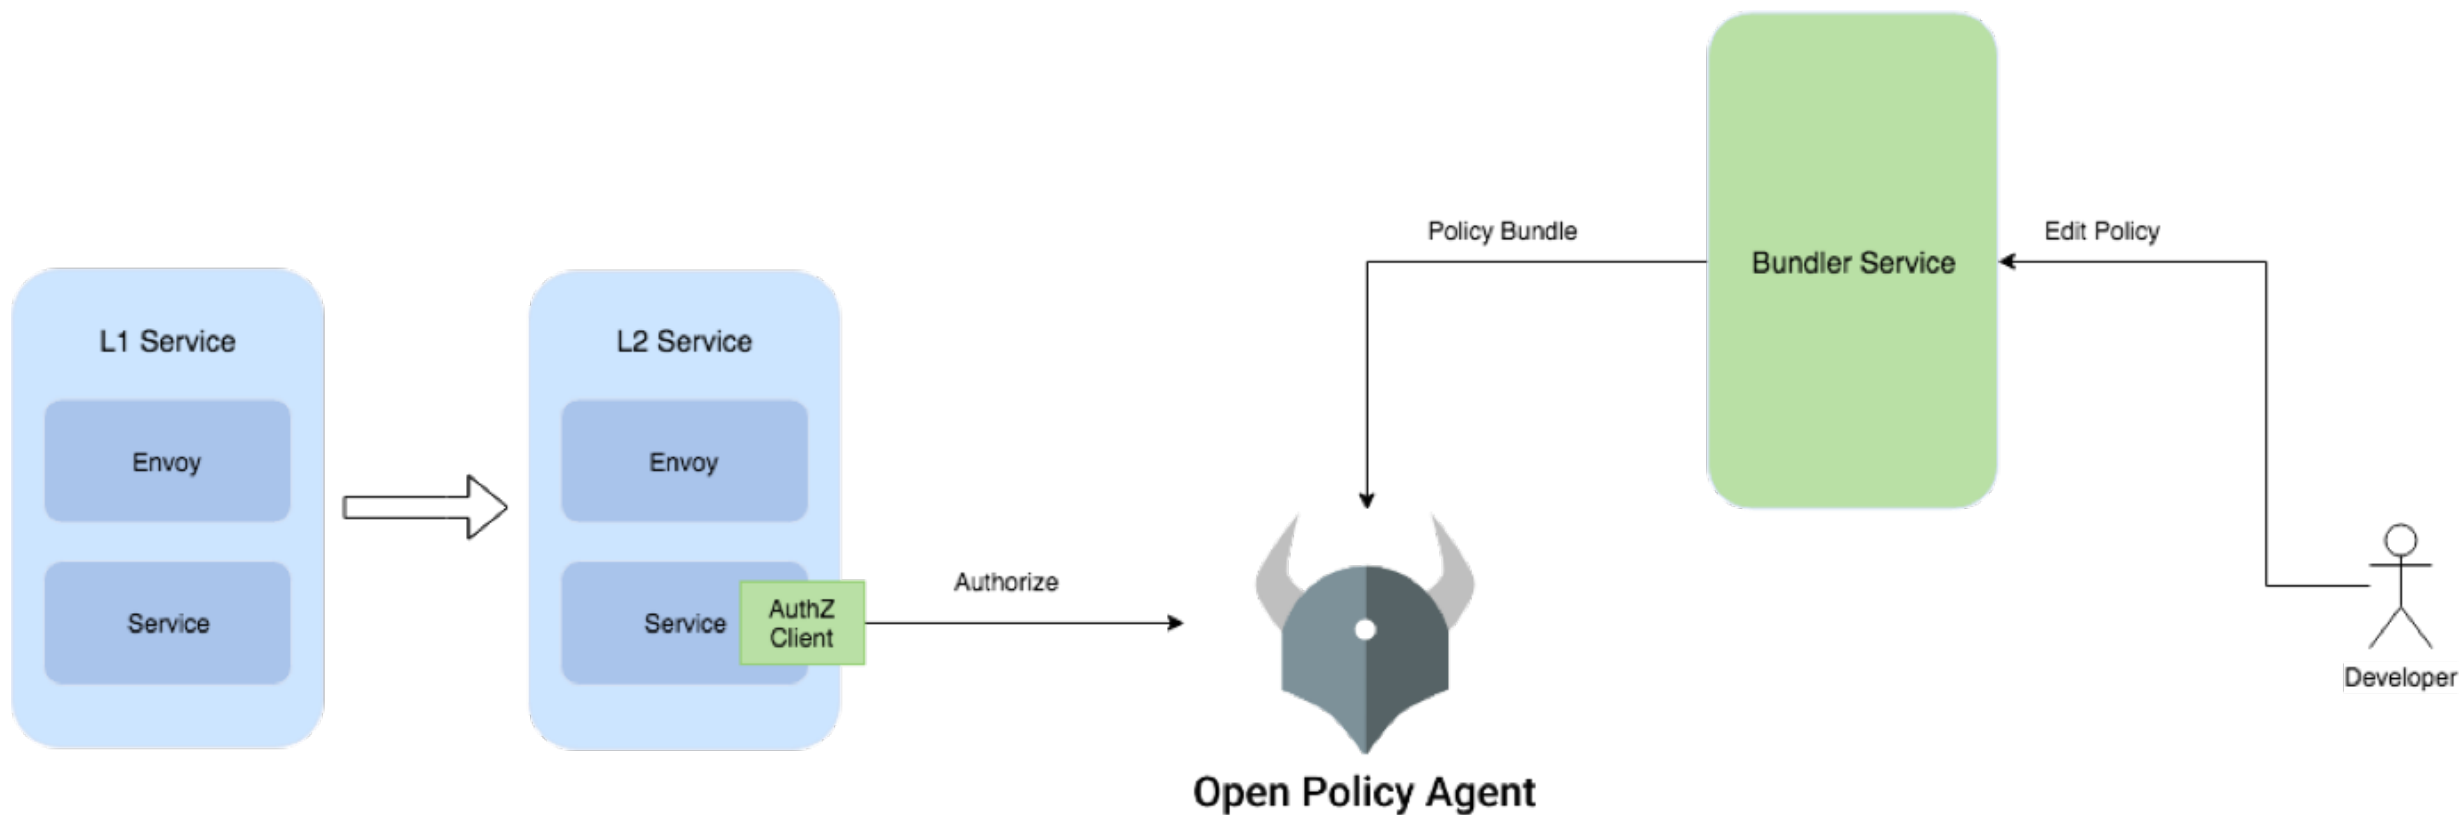 L1 Service
Envoy
Service
L2 Service
Envoy
Service
AuthZ
Client
Authorize
Open Policy Agent
Policy Bundle
Bundler Service
Edit Policy
Developer